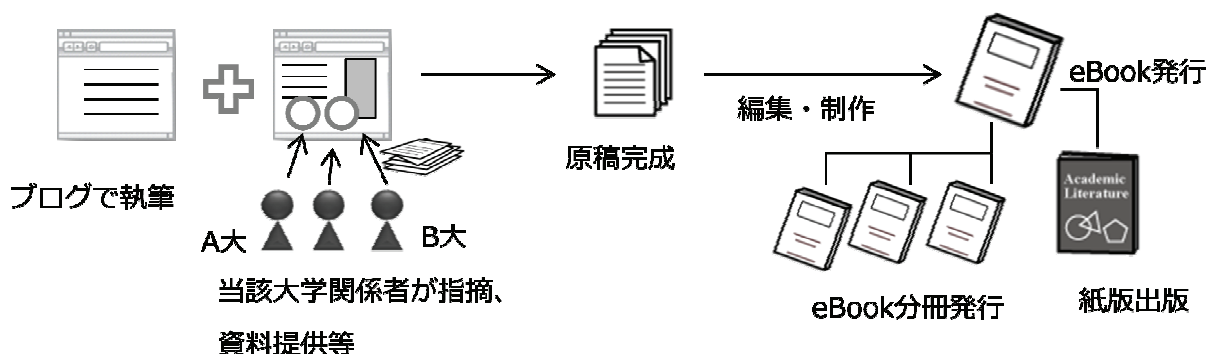 ブログで執筆
A大
B大
当該大学関係者が指摘、
資料提供等
原稿完成
編集・制作
eBook発行
eBook分冊発行
Academic
Literature
紙版出版